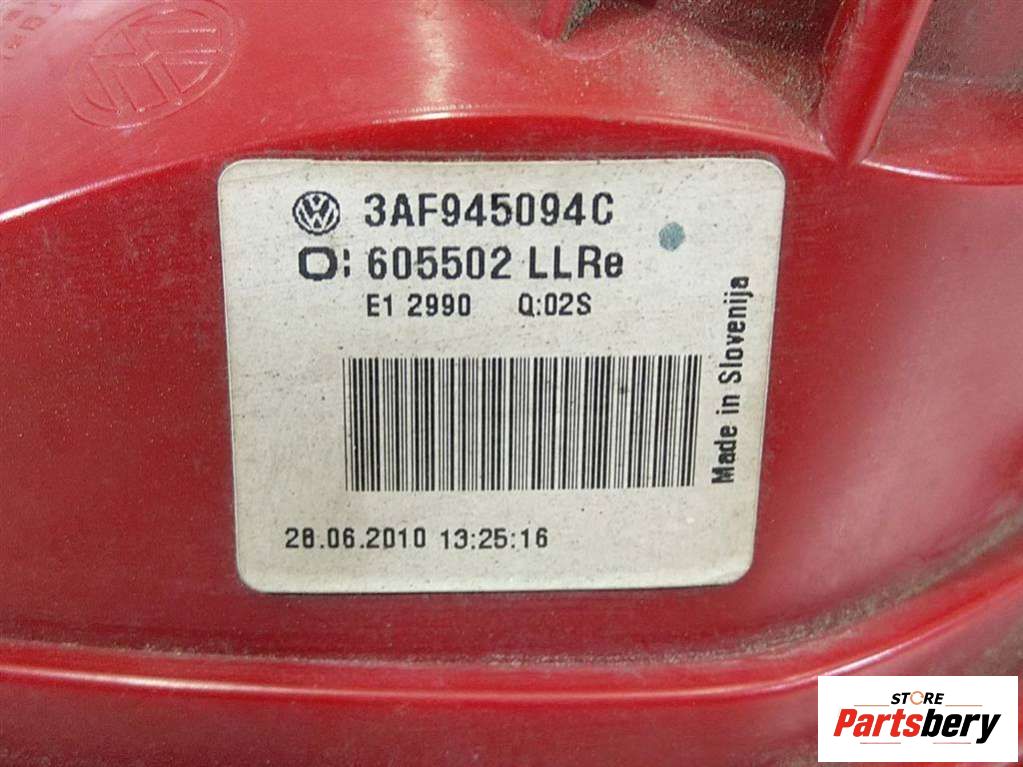 3AF945094C
O: 605502 LLRe
E1 2990 Q:02S
Made in Slovenija
28.06.2010 13:25:16
STORE
Partsbery